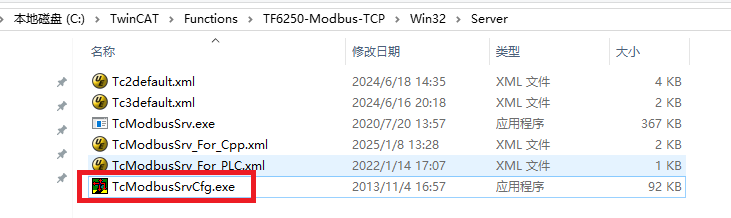 本地磁盘 (C:) > TwinCAT > Functions > TF6250-Modbus-TCP > Win32 > Server
名称 修改日期 类型 大小
Tc2default.xml 2024/6/18 14:35 XML 文件 4 KB
Tc3default.xml 2024/6/16 20:18 XML 文件 2 KB
TcModbusSrv.exe 2020/7/20 13:57 应用程序 367 KB
TcModbusSrv_For_Cpp.xml 2025/1/8 13:28 XML 文件 2 KB
TcModbusSrv_For_PLC.xml 2022/1/14 17:07 XML 文件 1 KB
TcModbusSrvCfg.exe 2013/11/4 16:57 应用程序 92 KB